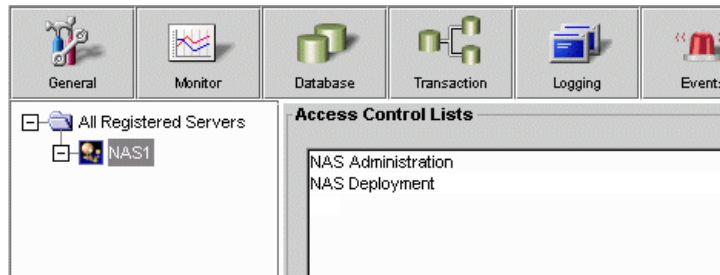 General Monitor Database Transaction Logging Events
All Registered Servers
NAS1
Access Control Lists
NAS Administration
NAS Deployment